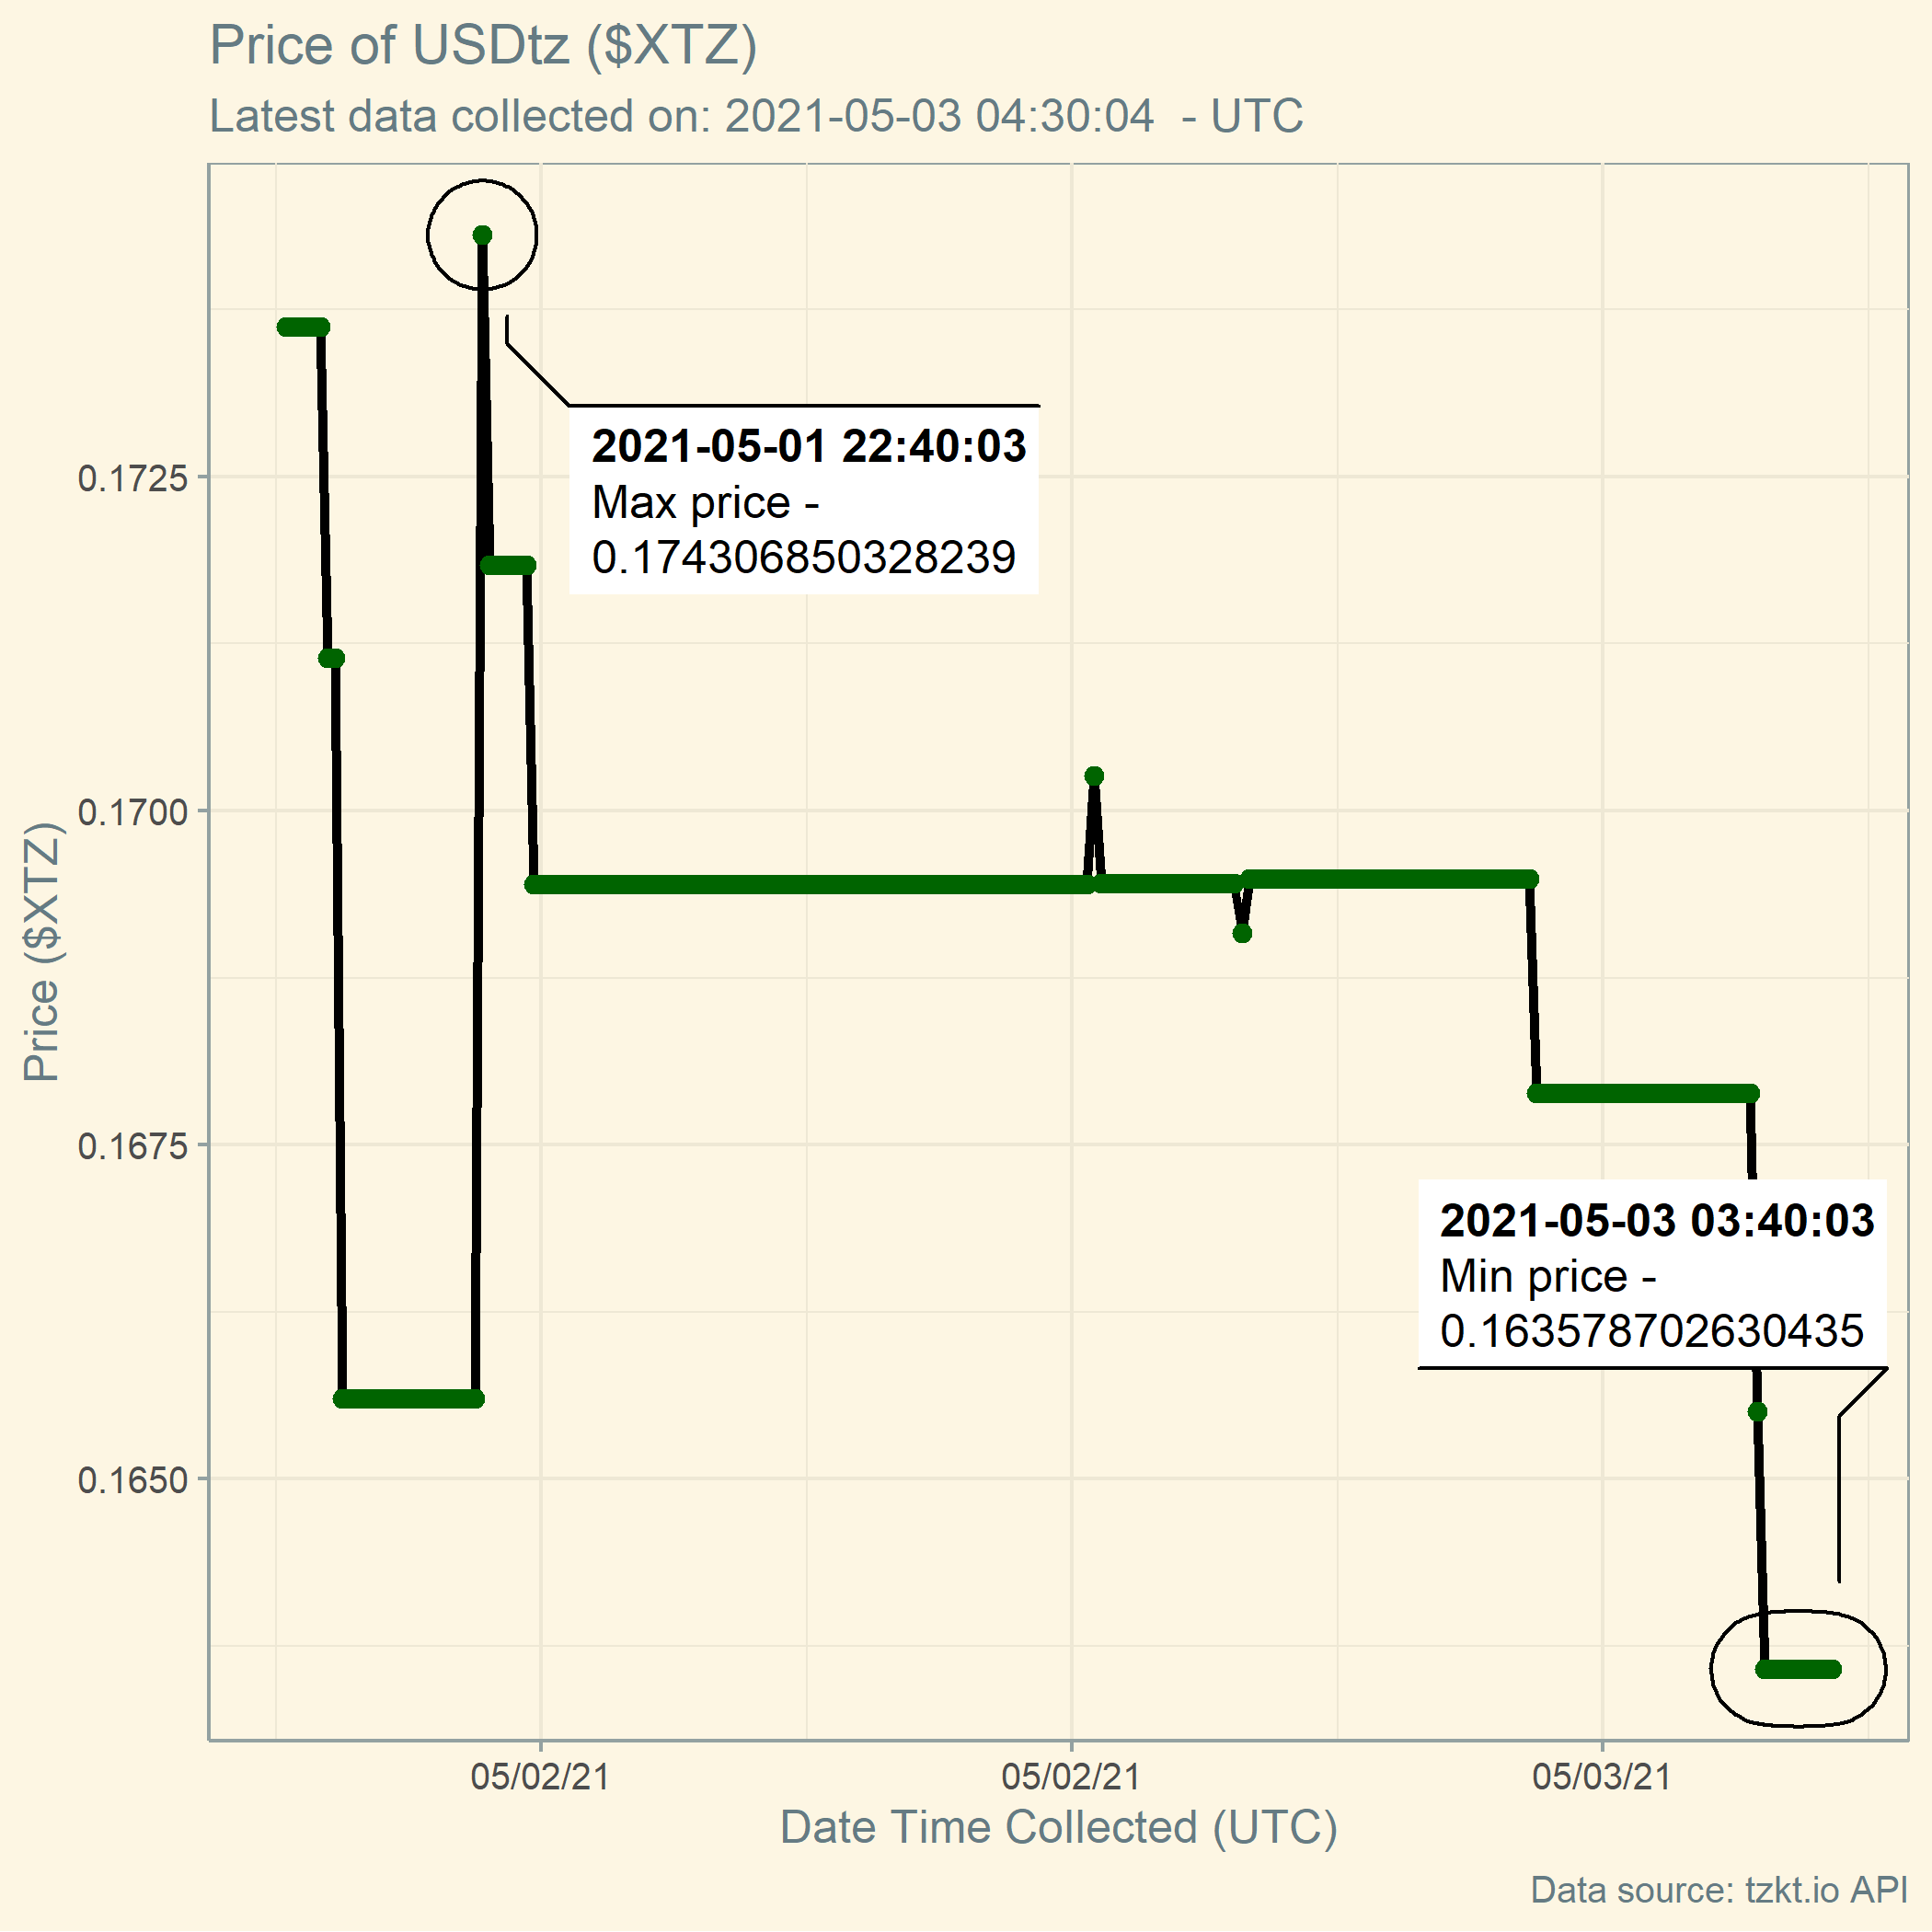 Price of USDtz ($XTZ)
Latest data collected on: 2021-05-03 04:30:04  - UTC
2021-05-01 22:40:03
Max price -
0.174306850328239
0.1725
0.1700
0.1675
0.1650
Price ($XTZ)
2021-05-03 03:40:03
Min price -
0.163578702630435
05/02/21
05/02/21
05/03/21
Date Time Collected (UTC)
Data source: tzkt.io API